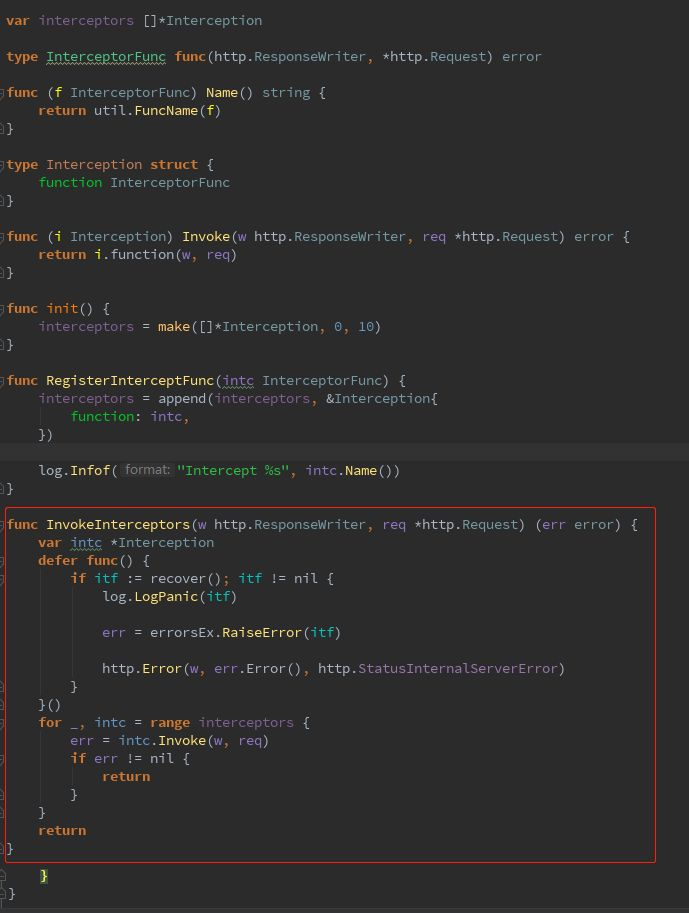 var interceptors []*Interception
type InterceptorFunc func(http.ResponseWriter, *http.Request) error
func (f InterceptorFunc) Name() string {
return util.FuncName(f)
}
type Interception struct {
function InterceptorFunc
}
func (i Interception) Invoke(w http.ResponseWriter, req *http.Request) error {
return i.function(w, req)
}
func init() {
interceptors = make([]*Interception, 0, 10)
}
func RegisterInterceptFunc(intc InterceptorFunc) {
interceptors = append(interceptors, &Interception{
function: intc,
})
log.Infof( format: "Intercept %s", intc.Name())
}
func InvokeInterceptors(w http.ResponseWriter, req *http.Request) (err error) {
var intc *Interception
defer func() {
if itf := recover(); itf != nil {
log.LogPanic(itf)
err = errorsEx.RaiseError(itf)
http.Error(w, err.Error(), http.StatusInternalServerError)
}
}()
for _, intc = range interceptors {
err = intc.Invoke(w, req)
if err != nil {
return
}
}
return
}
}
}